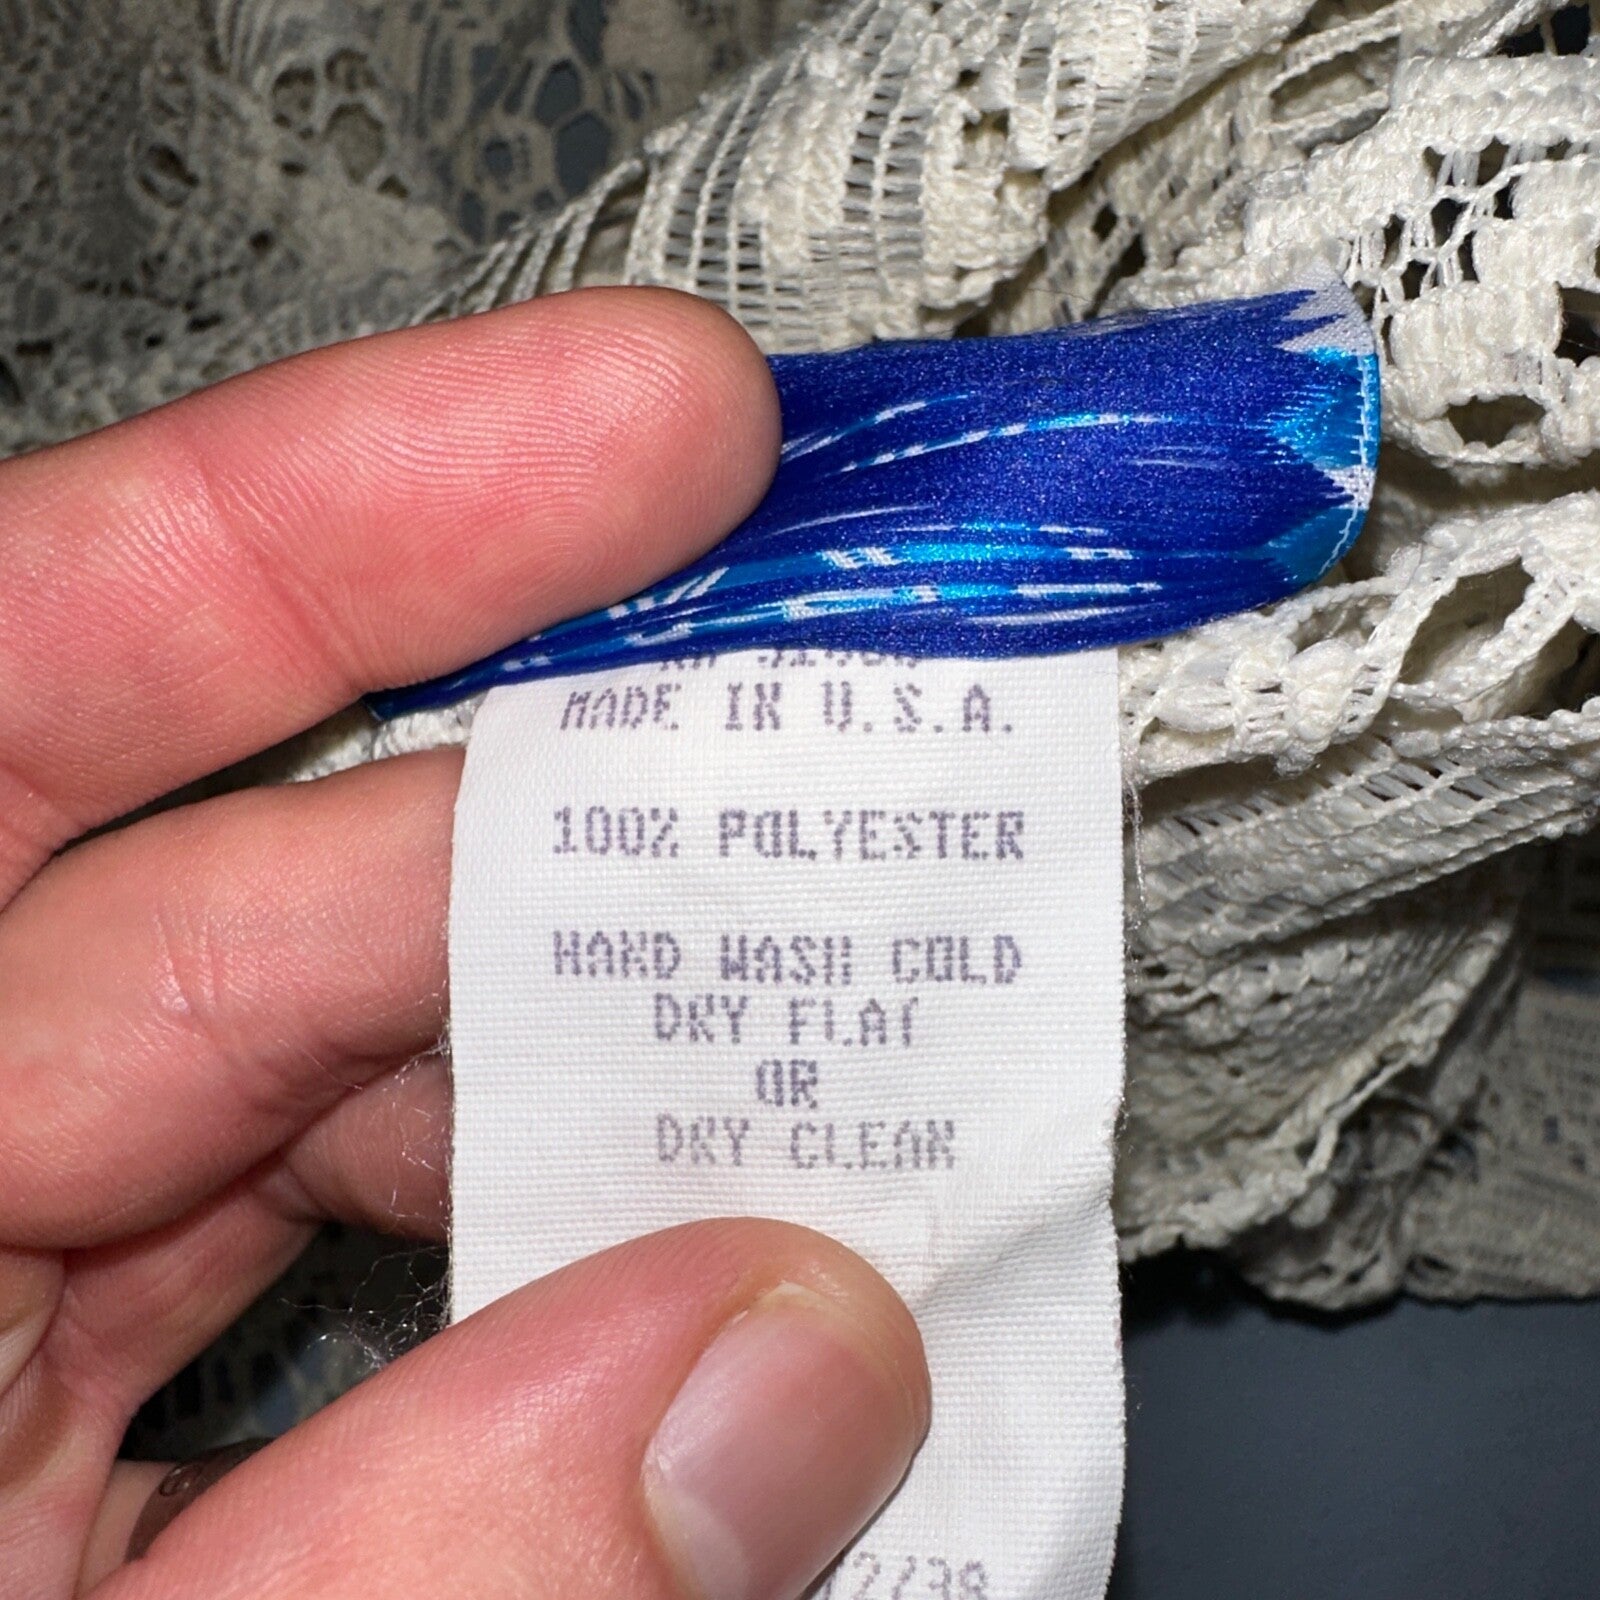 MADE IN U.S.A.
100% POLYESTER
HAND WASH COLD
DRY FLAT
OR
DRY CLEAN